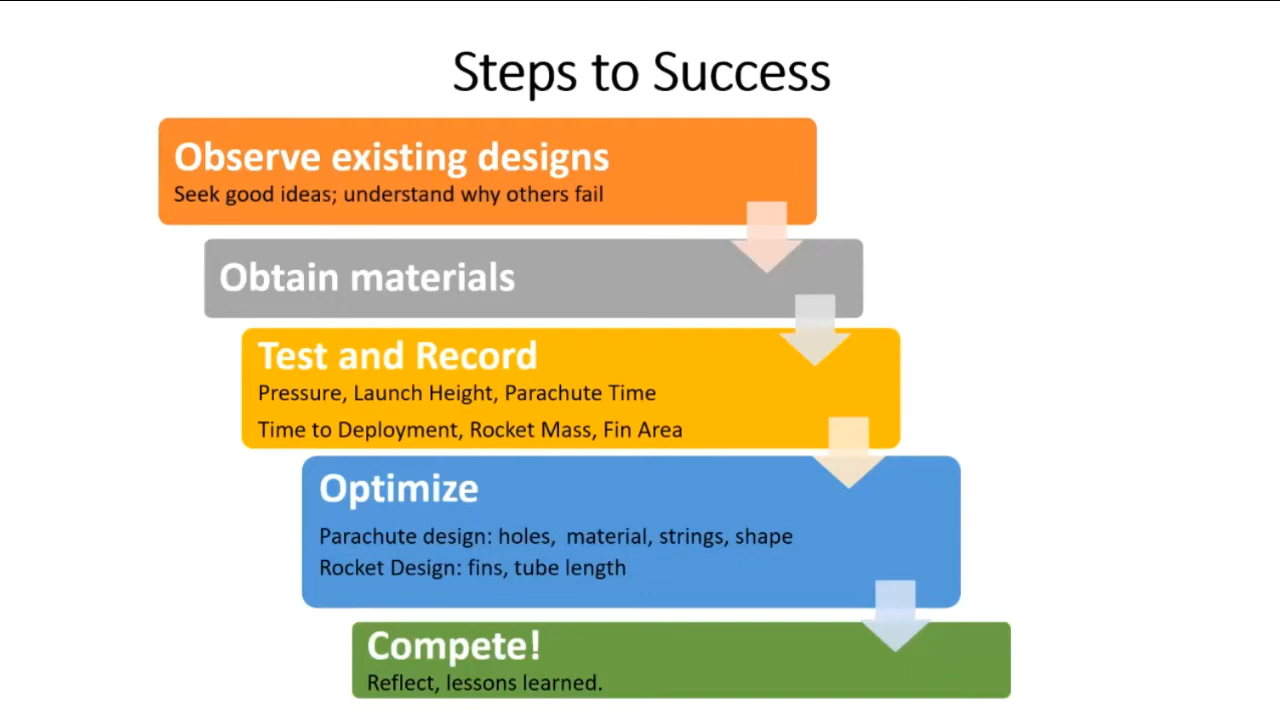 Steps to Success
Observe existing designs
Seek good ideas; understand why others fail
Obtain materials
Test and Record
Pressure, Launch Height, Parachute Time
Time to Deployment, Rocket Mass, Fin Area
Optimize
Parachute design: holes,  material, strings, shape
Rocket Design: fins, tube length
Compete!
Reflect, lessons learned.